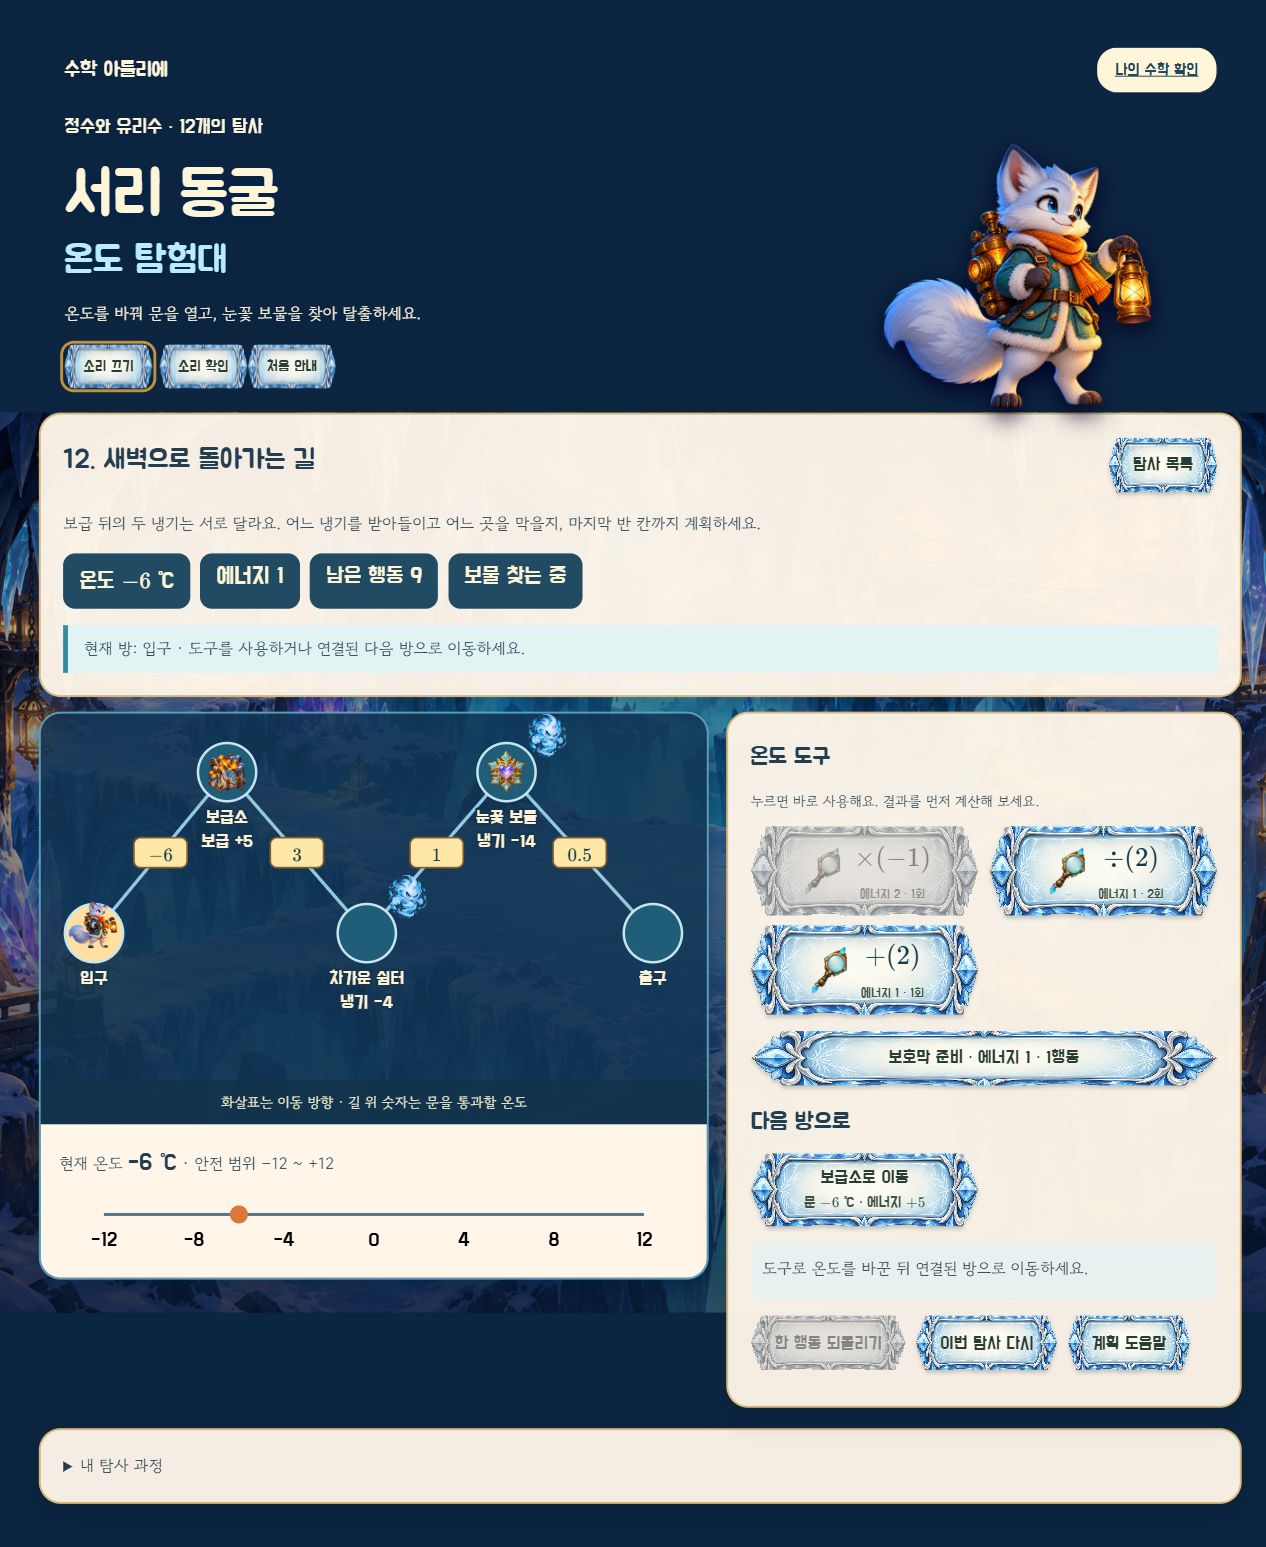 수학 아틀리에
나의 수학 확인
정수와 유리수 · 12개의 탐사
서리 동굴
온도 탐험대
온도를 바꿔 문을 열고, 눈꽃 보물을 찾아 탈출하세요.
소리 끄기
소리 확인
처음 안내
12. 새벽으로 돌아가는 길
탐사 목록
보급 뒤의 두 냉기는 서로 달라요. 어느 냉기를 받아들이고 어느 곳을 막을지, 마지막 반 칸까지 계획하세요.
온도 −6 ℃
에너지 1
남은 행동 9
보물 찾는 중
현재 방: 입구 · 도구를 사용하거나 연결된 다음 방으로 이동하세요.
보급소
보급 +5
눈꽃 보물
냉기 −14
−6
3
1
0.5
입구
차가운 쉼터
냉기 −4
출구
화살표는 이동 방향 · 길 위 숫자는 문을 통과할 온도
현재 온도 −6 ℃ · 안전 범위 −12 ~ +12
−12 −8 −4 0 4 8 12
온도 도구
누르면 바로 사용해요. 결과를 먼저 계산해 보세요.
×(−1)
에너지 2 · 1회
÷(2)
에너지 1 · 2회
+(2)
에너지 1 · 1회
보호막 준비 · 에너지 1 · 1행동
다음 방으로
보급소로 이동
문 −6 ℃ · 에너지 +5
도구로 온도를 바꾼 뒤 연결된 방으로 이동하세요.
한 행동 되돌리기
이번 탐사 다시
계획 도움말
▶ 내 탐사 과정